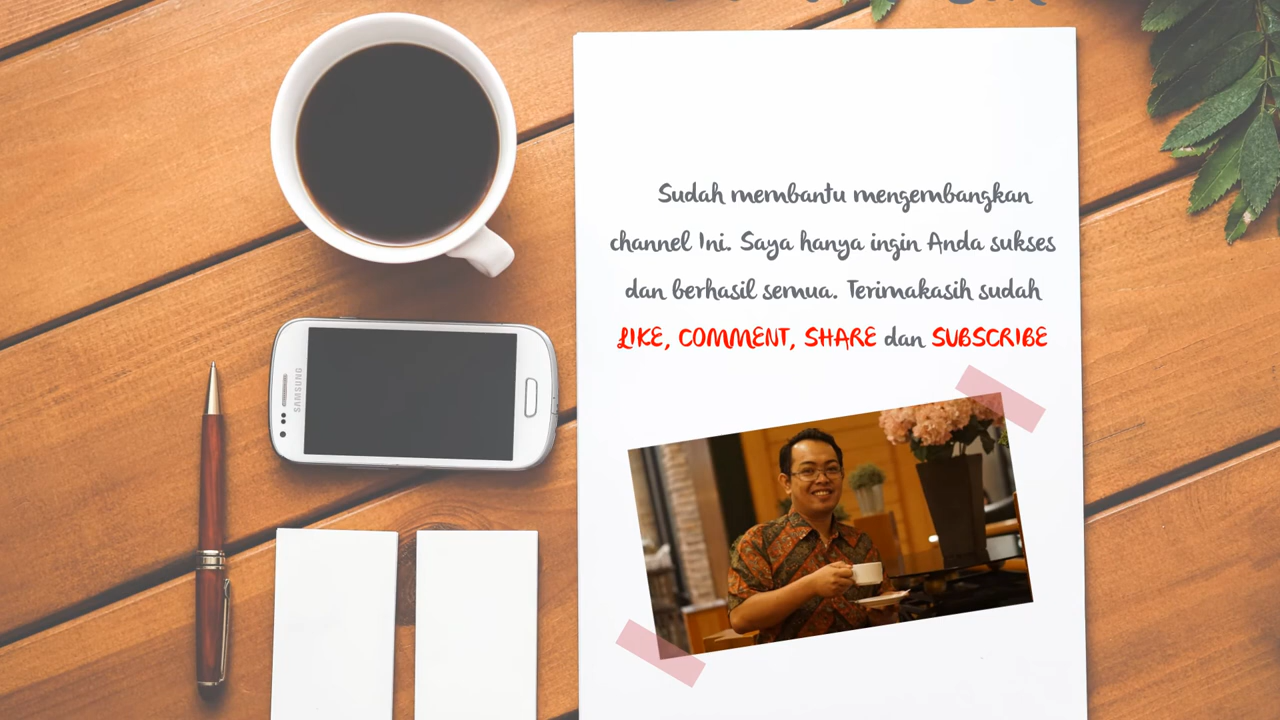 Sudah membantu mengembangkan
channel Ini. Saya hanya ingin Anda sukses
dan berhasil semua. Terimakasih sudah
LIKE, COMMENT, SHARE dan SUBSCRIBE
SAMSUNG